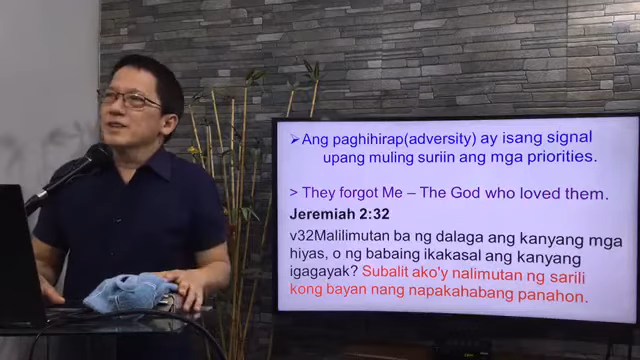 ➤ Ang paghihirap(adversity) ay isang signal
upang muling suriin ang mga priorities.
> They forgot Me – The God who loved them.
Jeremiah 2:32
v32Malilimutan ba ng dalaga ang kanyang mga
hiyas, o ng babaing ikakasal ang kanyang
igagayak? Subalit ako'y nalimutan ng sarili
kong bayan nang napakahabang panahon.